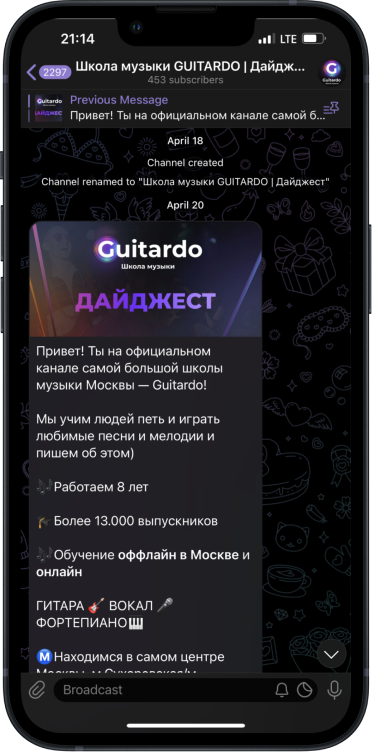 21:14
LTE
2297
Школа музыки GUITARDO | Дайдж...
453 subscribers
Guitardo
Guitardo
ДАЙДЖЕСТ
Previous Message
Привет! Ты на официальном канале самой б...
April 18
Channel created
Channel renamed to "Школа музыки GUITARDO | Дайджест"
April 20
Guitardo
Школа музыки
ДАЙДЖЕСТ
Привет! Ты на официальном
канале самой большой школы
музыки Москвы — Guitardo!
Мы учим людей петь и играть
любимые песни и мелодии и
пишем об этом)
🎶Работаем 8 лет
🎓Более 13.000 выпускников
🎶Обучение оффлайн в Москве и
онлайн
ГИТАРА 🎸 ВОКАЛ 🎤
ФОРТЕПИАНО🎹
Ⓜ️Находимся в самом центре
Москвы, м.Сухаревская/м.
Broadcast